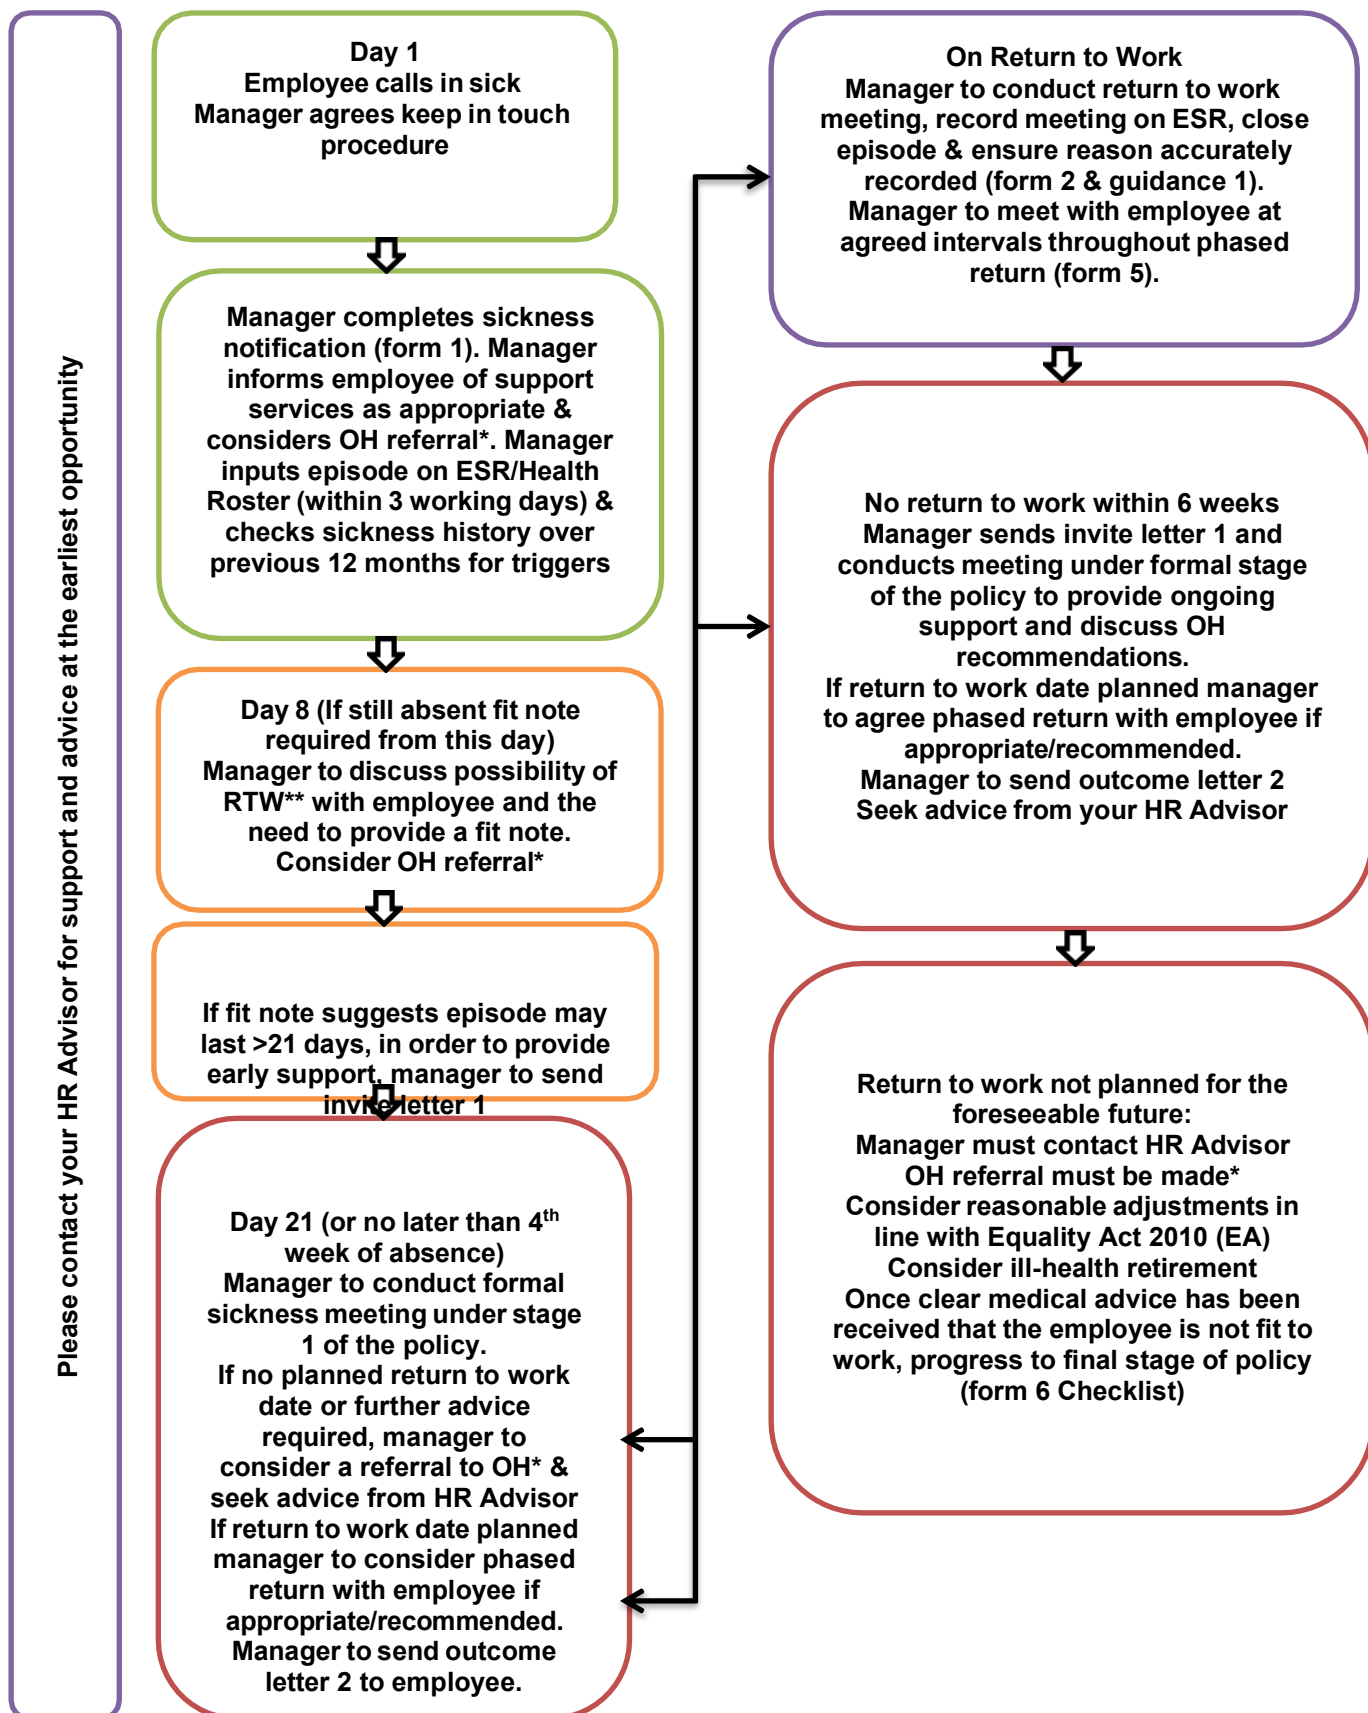 Please contact your HR Advisor for support and advice at the earliest opportunity
Day 1
Employee calls in sick
Manager agrees keep in touch
procedure
Manager completes sickness
notification (form 1). Manager
informs employee of support
services as appropriate &
considers OH referral*. Manager
inputs episode on ESR/Health
Roster (within 3 working days) &
checks sickness history over
previous 12 months for triggers
Day 8 (If still absent fit note
required from this day)
Manager to discuss possibility of
RTW** with employee and the
need to provide a fit note.
Consider OH referral*
If fit note suggests episode may
last >21 days, in order to provide
early support, manager to send
invite letter 1
Day 21 (or no later than 4th
week of absence)
Manager to conduct formal
sickness meeting under stage
1 of the policy.
If no planned return to work
date or further advice
required, manager to
consider a referral to OH* &
seek advice from HR Advisor
If return to work date planned
manager to consider phased
return with employee if
appropriate/recommended.
Manager to send outcome
letter 2 to employee.
On Return to Work
Manager to conduct return to work
meeting, record meeting on ESR, close
episode & ensure reason accurately
recorded (form 2 & guidance 1).
Manager to meet with employee at
agreed intervals throughout phased
return (form 5).
No return to work within 6 weeks
Manager sends invite letter 1 and
conducts meeting under formal stage
of the policy to provide ongoing
support and discuss OH
recommendations.
If return to work date planned manager
to agree phased return with employee if
appropriate/recommended.
Manager to send outcome letter 2
Seek advice from your HR Advisor
Return to work not planned for the
foreseeable future:
Manager must contact HR Advisor
OH referral must be made*
Consider reasonable adjustments in
line with Equality Act 2010 (EA)
Consider ill-health retirement
Once clear medical advice has been
received that the employee is not fit to
work, progress to final stage of policy
(form 6 Checklist)